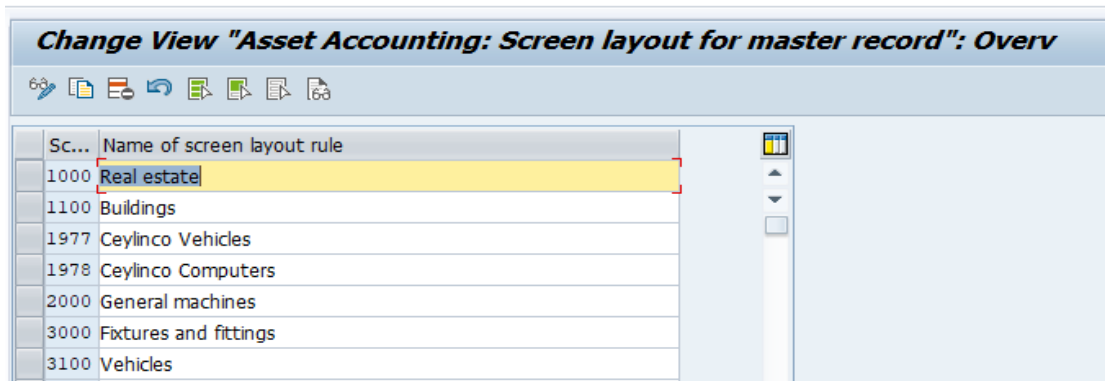 Change View "Asset Accounting: Screen layout for master record": Overv
Sc... Name of screen layout rule
1000 Real estate
1100 Buildings
1977 Ceylinco Vehicles
1978 Ceylinco Computers
2000 General machines
3000 Fixtures and fittings
3100 Vehicles